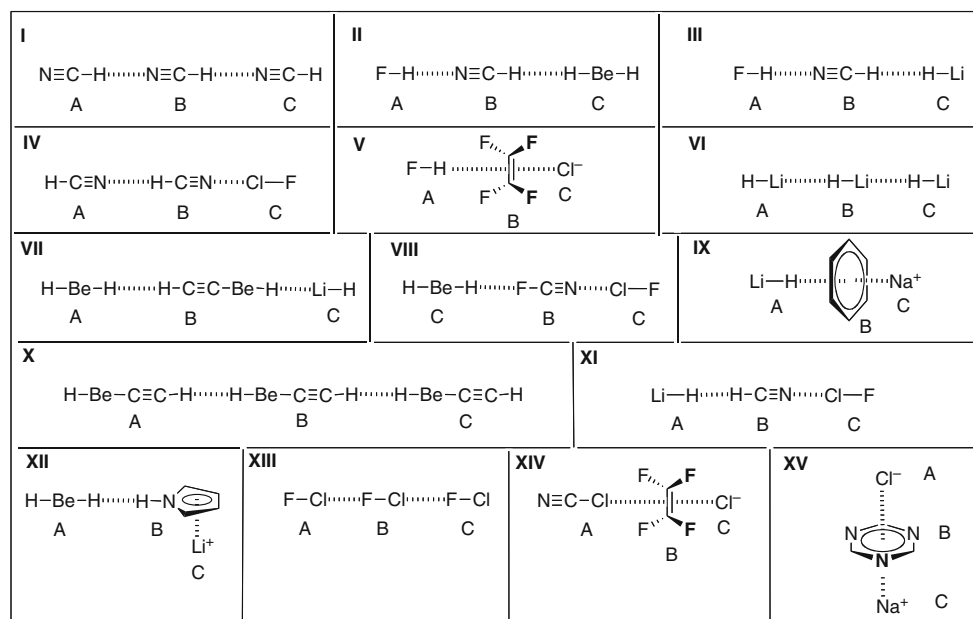 I
N≡C–H N≡C–H N≡C–H
A B C
II
F–H N≡C–H H–Be–H
A B C
III
F–H N≡C–H H–Li
A B C
IV
H–C≡N H–C≡N Cl–F
A B C
V
F F
F–H Cl⁻
F F
A B C
VI
H–Li H–Li H–Li
A B C
VII
H–Be–H H–C≡C–Be–H Li–H
A B C
VIII
H–Be–H F–C≡N Cl–F
C B C
IX
Li–H Na⁺
A B C
X
H–Be–C≡C–H H–Be–C≡C–H H–Be–C≡C–H
A B C
XI
Li–H H–C≡N Cl–F
A B C
XII
H–Be–H H–N
A B
Li⁺
C
XIII
F–Cl F–Cl F–Cl
A B C
XIV
F F
N≡C–Cl Cl⁻
F F
A B C
XV
Cl⁻ A
N N B
N
Na⁺ C